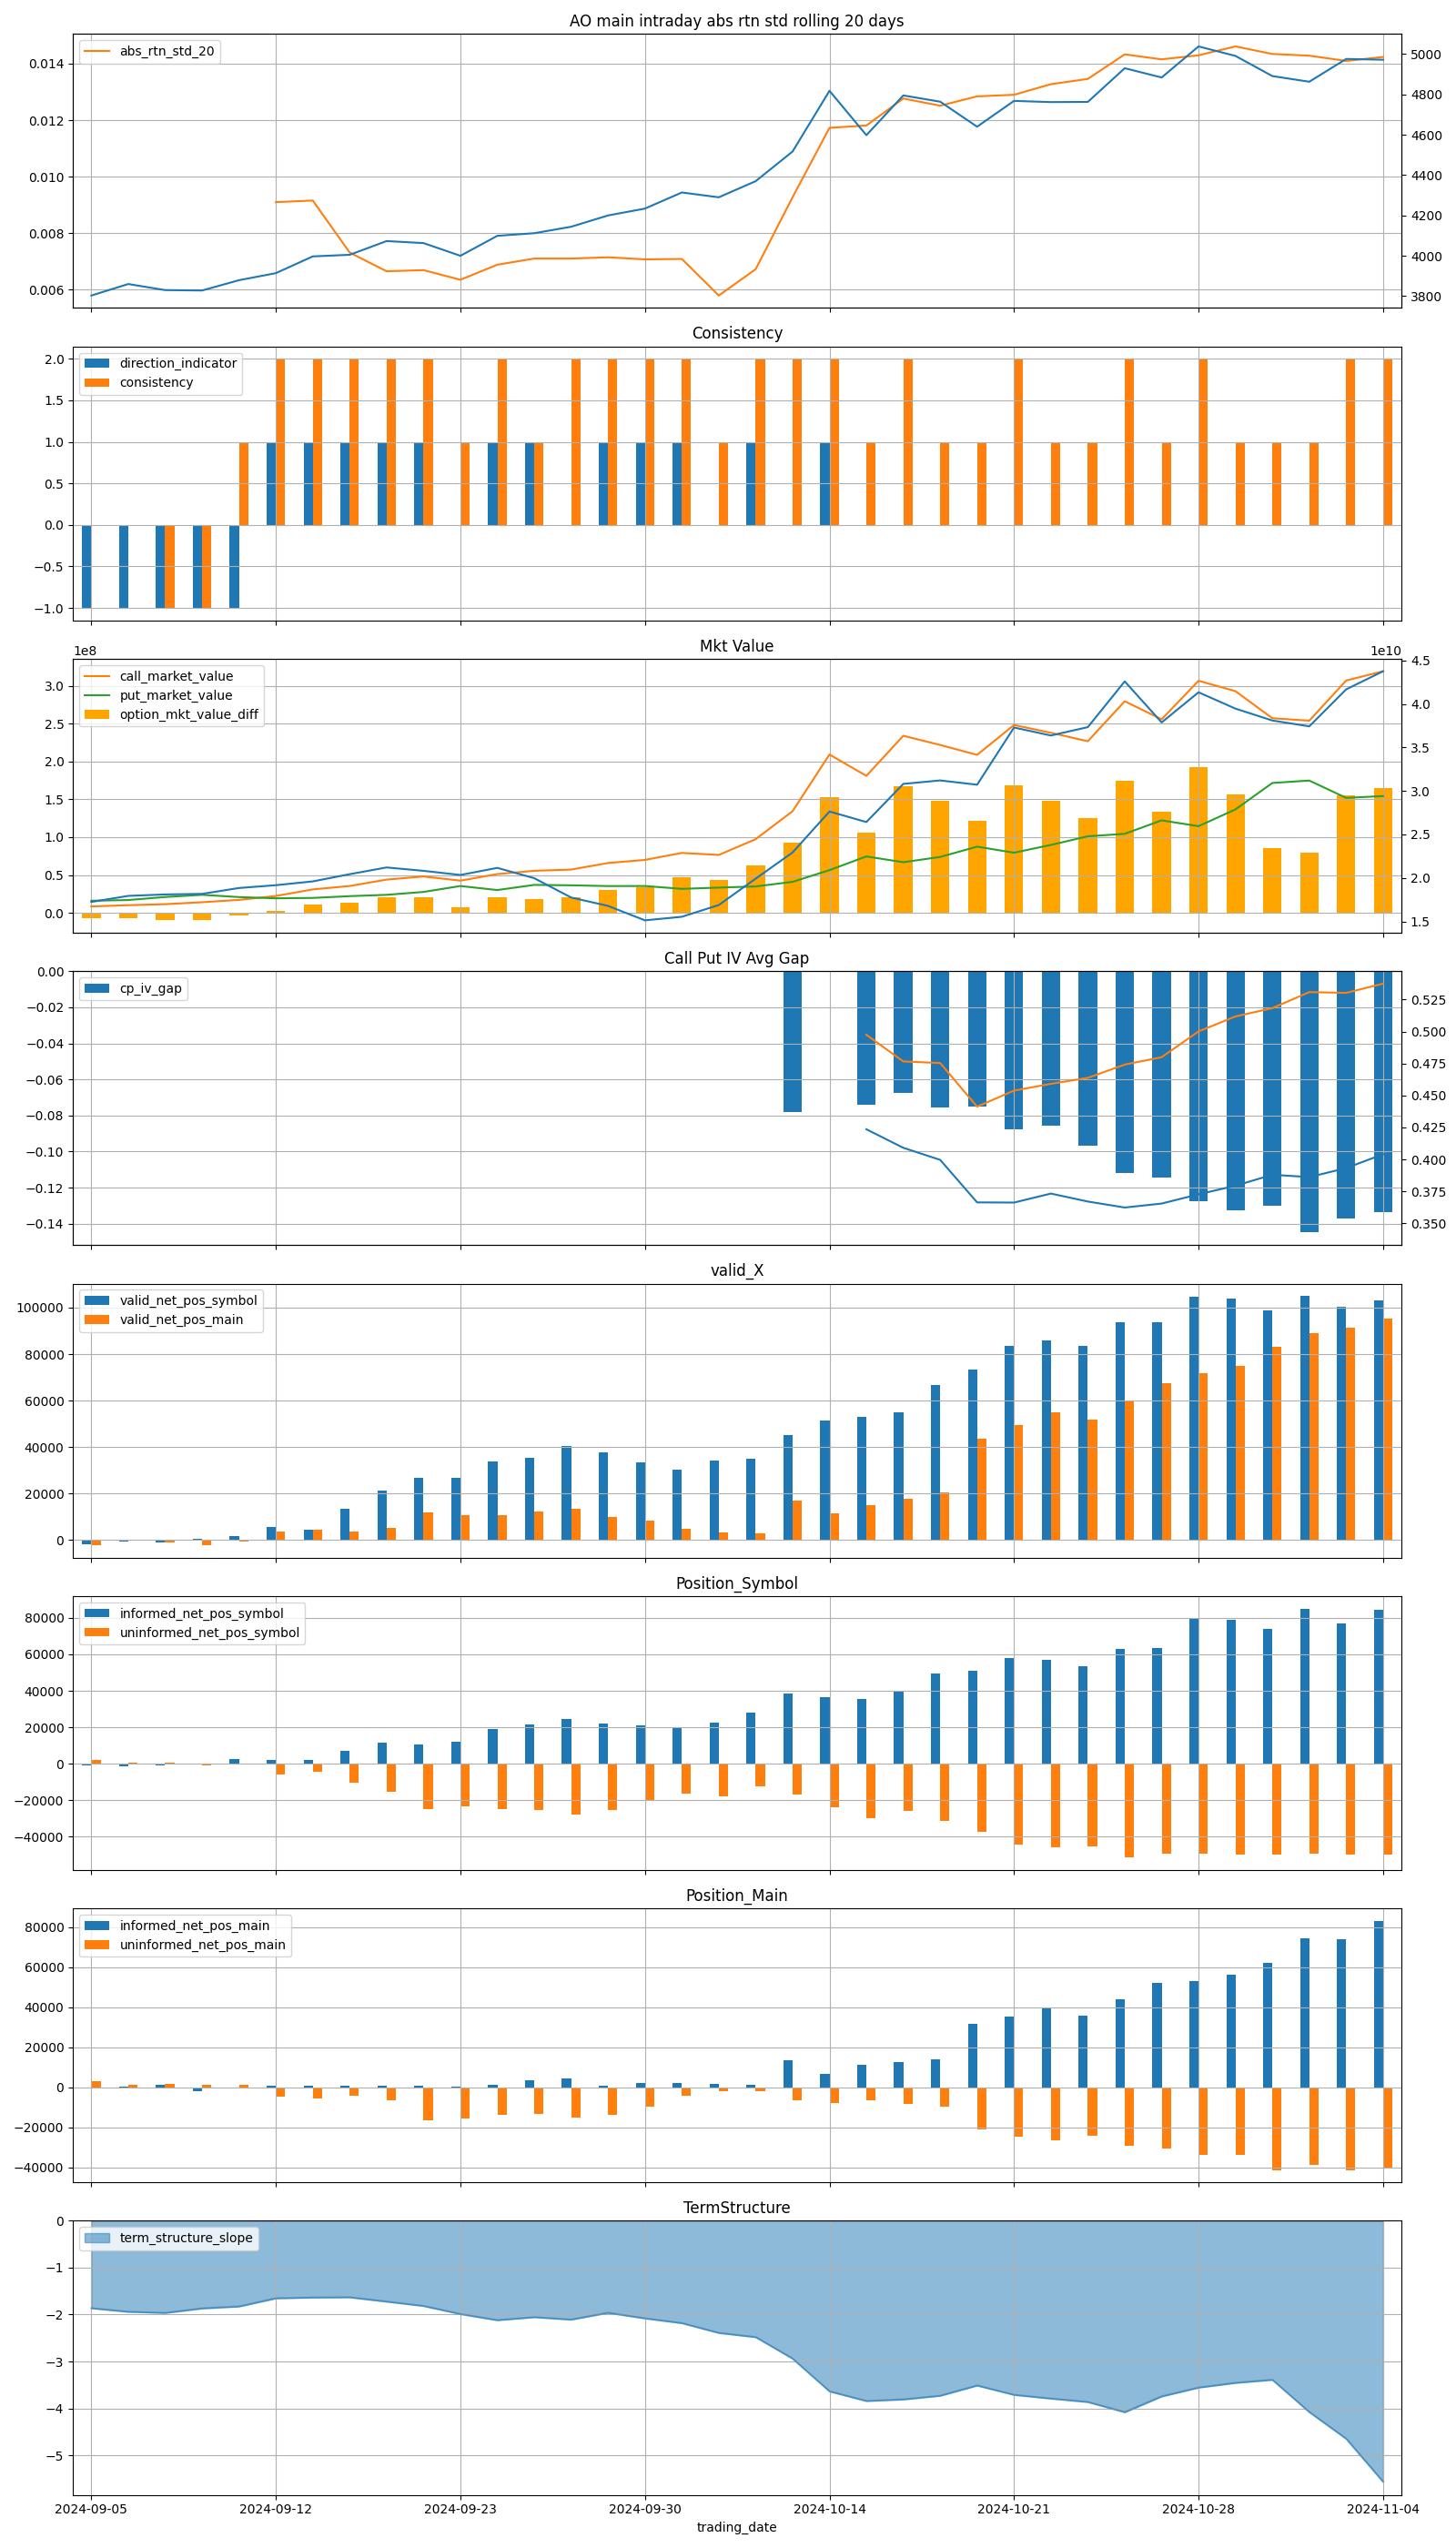 AO main intraday abs rtn std rolling 20 days
abs_rtn_std_20
0.014
0.012
0.010
0.008
0.006
5000
4800
4600
4400
4200
4000
3800
Consistency
direction_indicator
consistency
2.0
1.5
1.0
0.5
0.0
−0.5
−1.0
Mkt Value
1e8
1e10
call_market_value
put_market_value
option_mkt_value_diff
3.0
2.5
2.0
1.5
1.0
0.5
0.0
4.5
4.0
3.5
3.0
2.5
2.0
1.5
Call Put IV Avg Gap
cp_iv_gap
0.00
−0.02
−0.04
−0.06
−0.08
−0.10
−0.12
−0.14
0.525
0.500
0.475
0.450
0.425
0.400
0.375
0.350
valid_X
valid_net_pos_symbol
valid_net_pos_main
100000
80000
60000
40000
20000
0
Position_Symbol
informed_net_pos_symbol
uninformed_net_pos_symbol
80000
60000
40000
20000
0
−20000
−40000
Position_Main
informed_net_pos_main
uninformed_net_pos_main
80000
60000
40000
20000
0
−20000
−40000
TermStructure
term_structure_slope
0
−1
−2
−3
−4
−5
2024-09-05 2024-09-12 2024-09-23 2024-09-30 2024-10-14 2024-10-21 2024-10-28 2024-11-04
trading_date